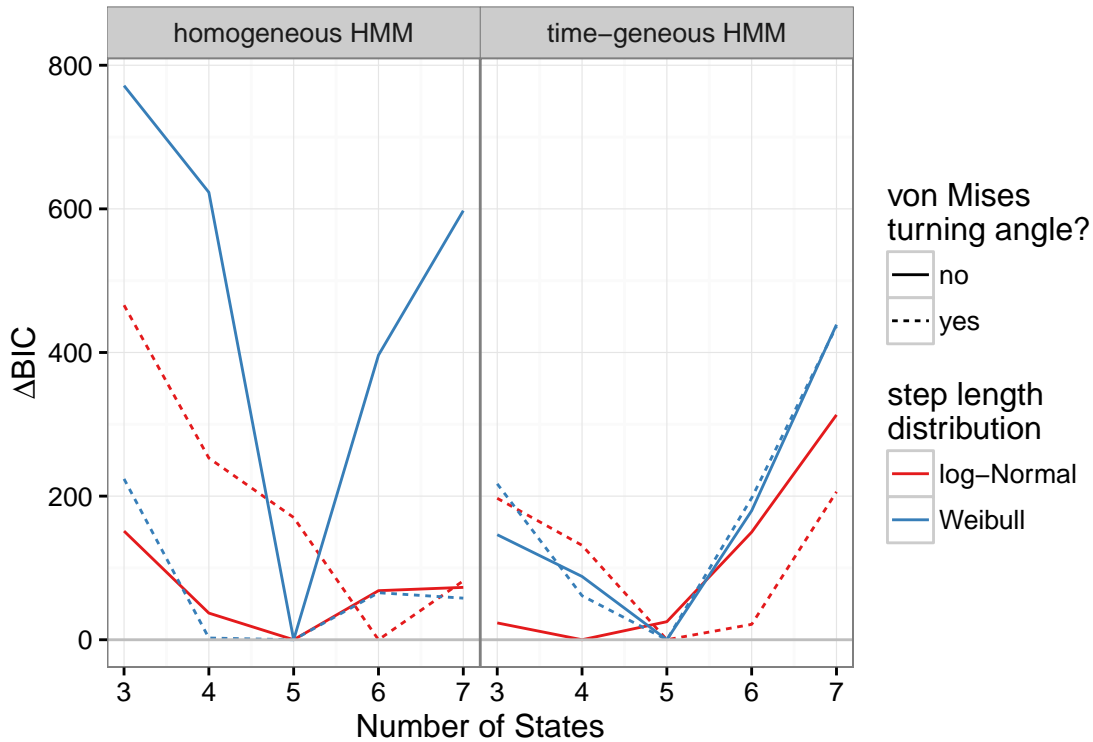 homogeneous HMM
time−geneous HMM
800
600
400
200
0
ΔBIC
3 4 5 6 7
3 4 5 6 7
Number of States
von Mises
turning angle?
no
yes
step length
distribution
log−Normal
Weibull